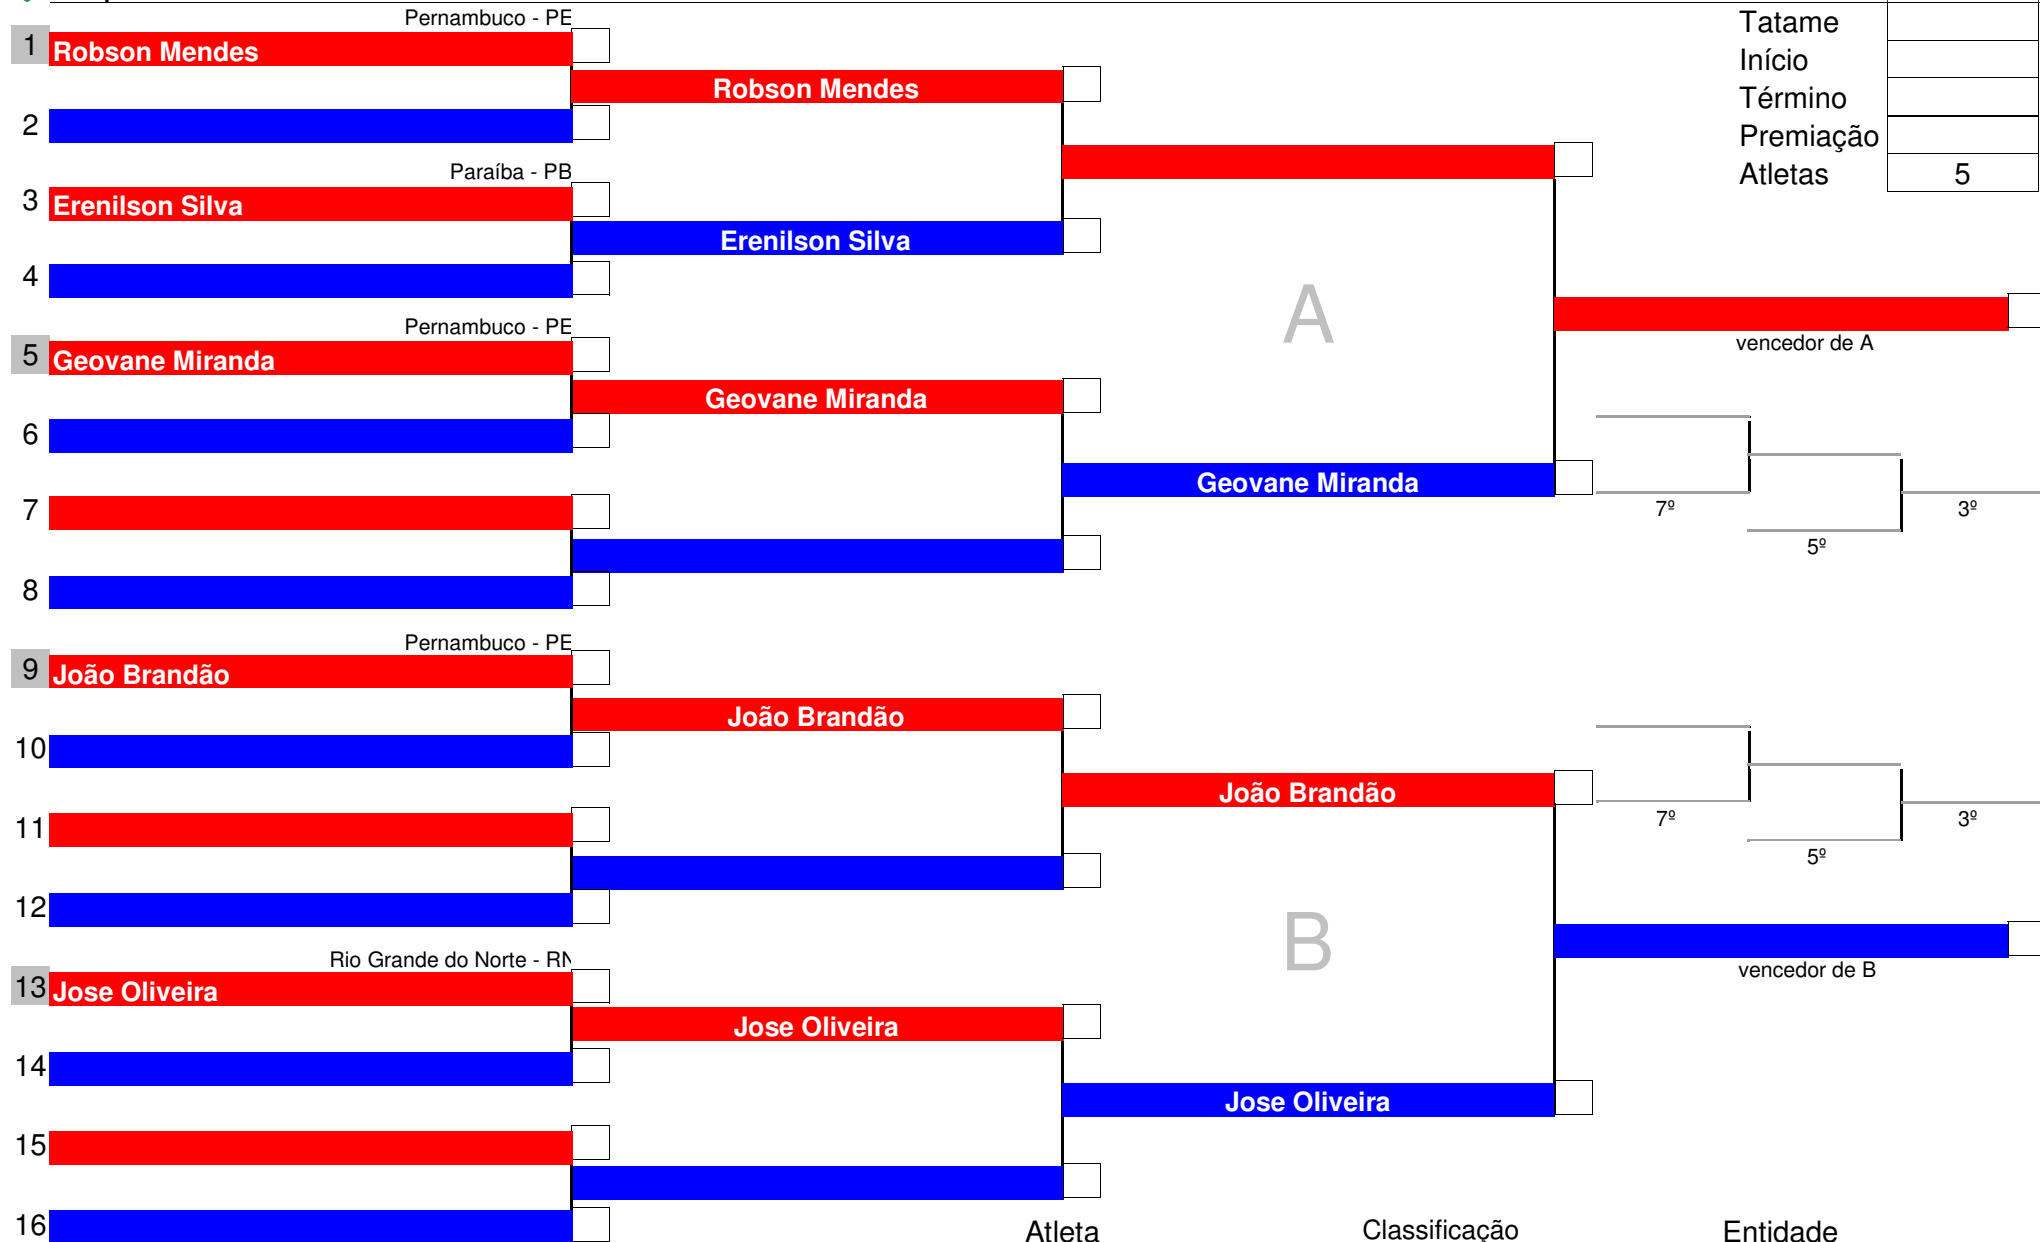 Pernambuco - PE
1 Robson Mendes
Robson Mendes
2
Paraíba - PB
3 Erenilson Silva
Erenilson Silva
4
Pernambuco - PE
5 Geovane Miranda
Geovane Miranda
6
Geovane Miranda
7
8
A
vencedor de A
7º
5º
3º
Pernambuco - PE
9 João Brandão
João Brandão
10
João Brandão
11
12
Rio Grande do Norte - RN
13 Jose Oliveira
Jose Oliveira
14
Jose Oliveira
15
16
B
vencedor de B
7º
5º
3º
Tatame
Início
Término
Premiação
Atletas 5
Atleta Classificação Entidade